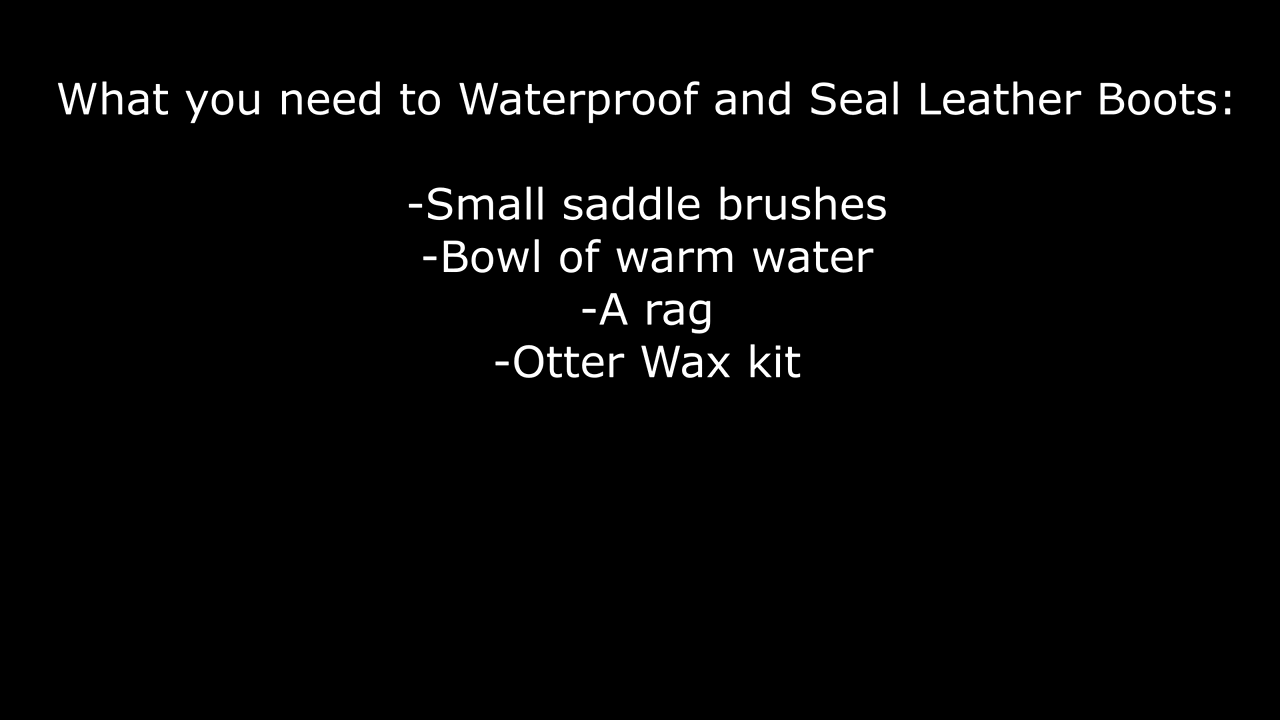 What you need to Waterproof and Seal Leather Boots:
-Small saddle brushes
-Bowl of warm water
-A rag
-Otter Wax kit